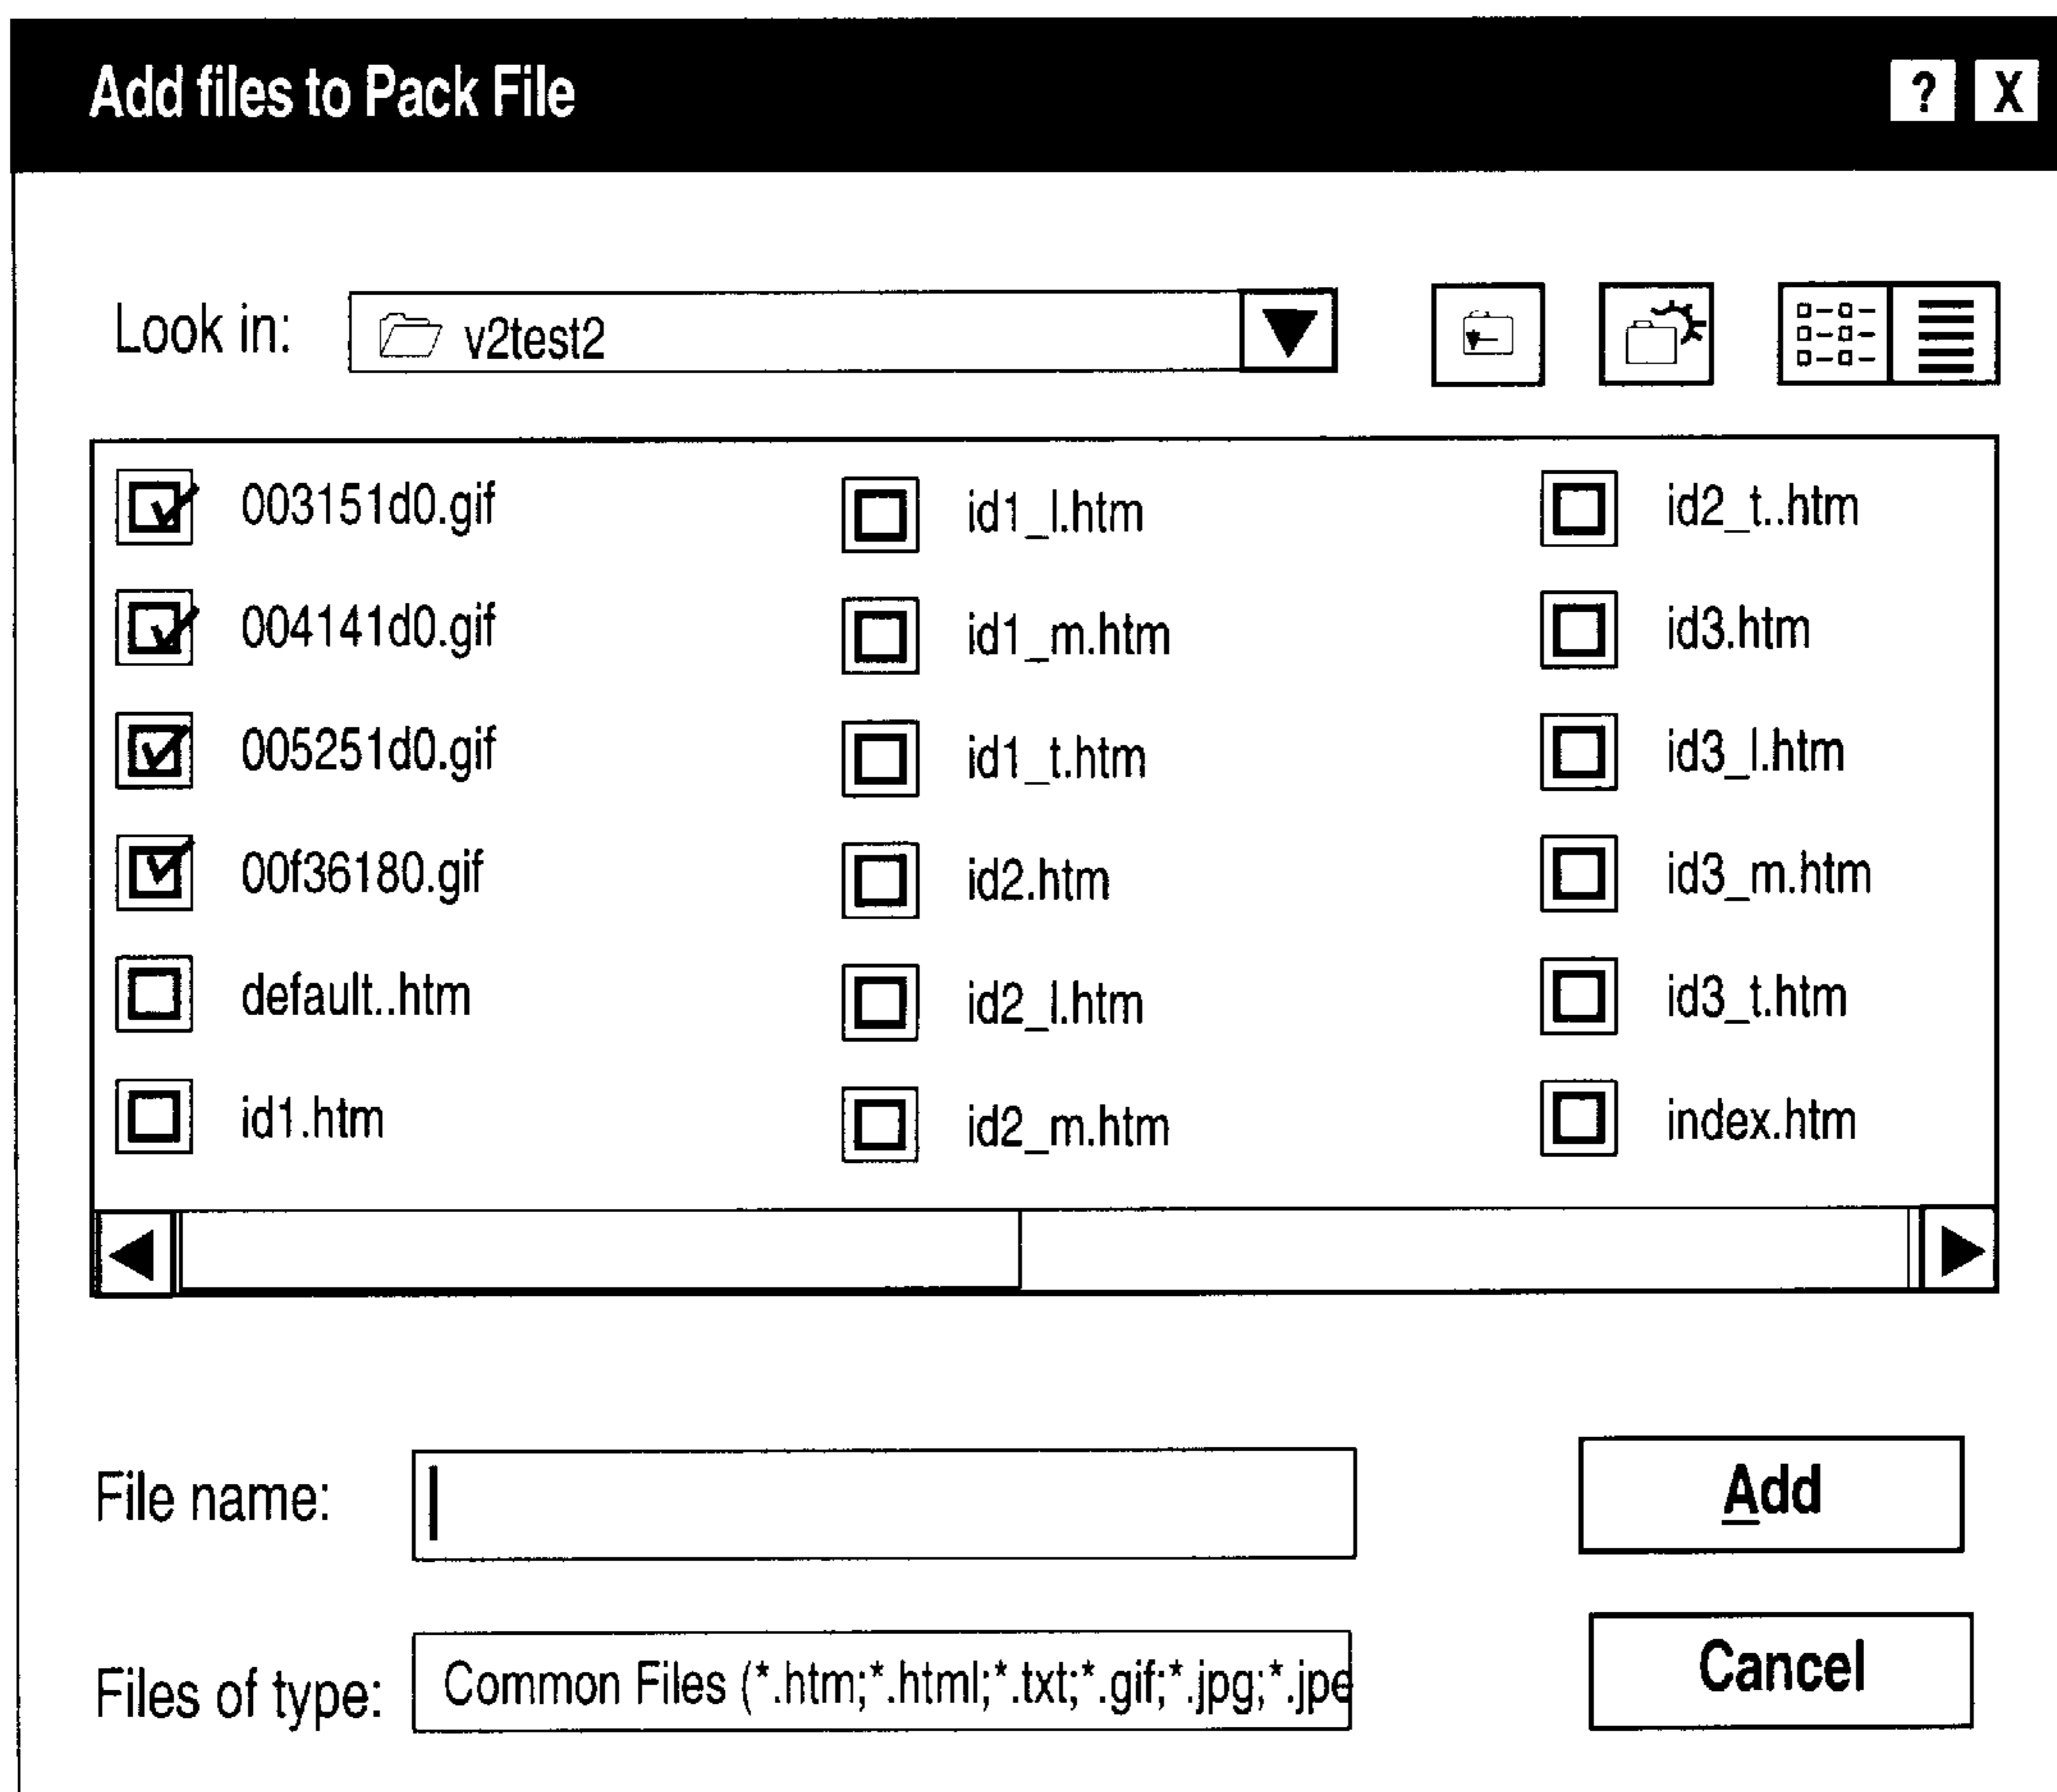 Add files to Pack File ? X
Look in: v2test2
003151d0.gif id1_l.htm id2_t..htm
004141d0.gif id1_m.htm id3.htm
005251d0.gif id1_t.htm id3_l.htm
00f36180.gif id2.htm id3_m.htm
default..htm id2_l.htm id3_t.htm
id1.htm id2_m.htm index.htm
File name: Add
Files of type: Common Files (*.htm;*.html;*.txt;*.gif;*.jpg;*.jpe Cancel